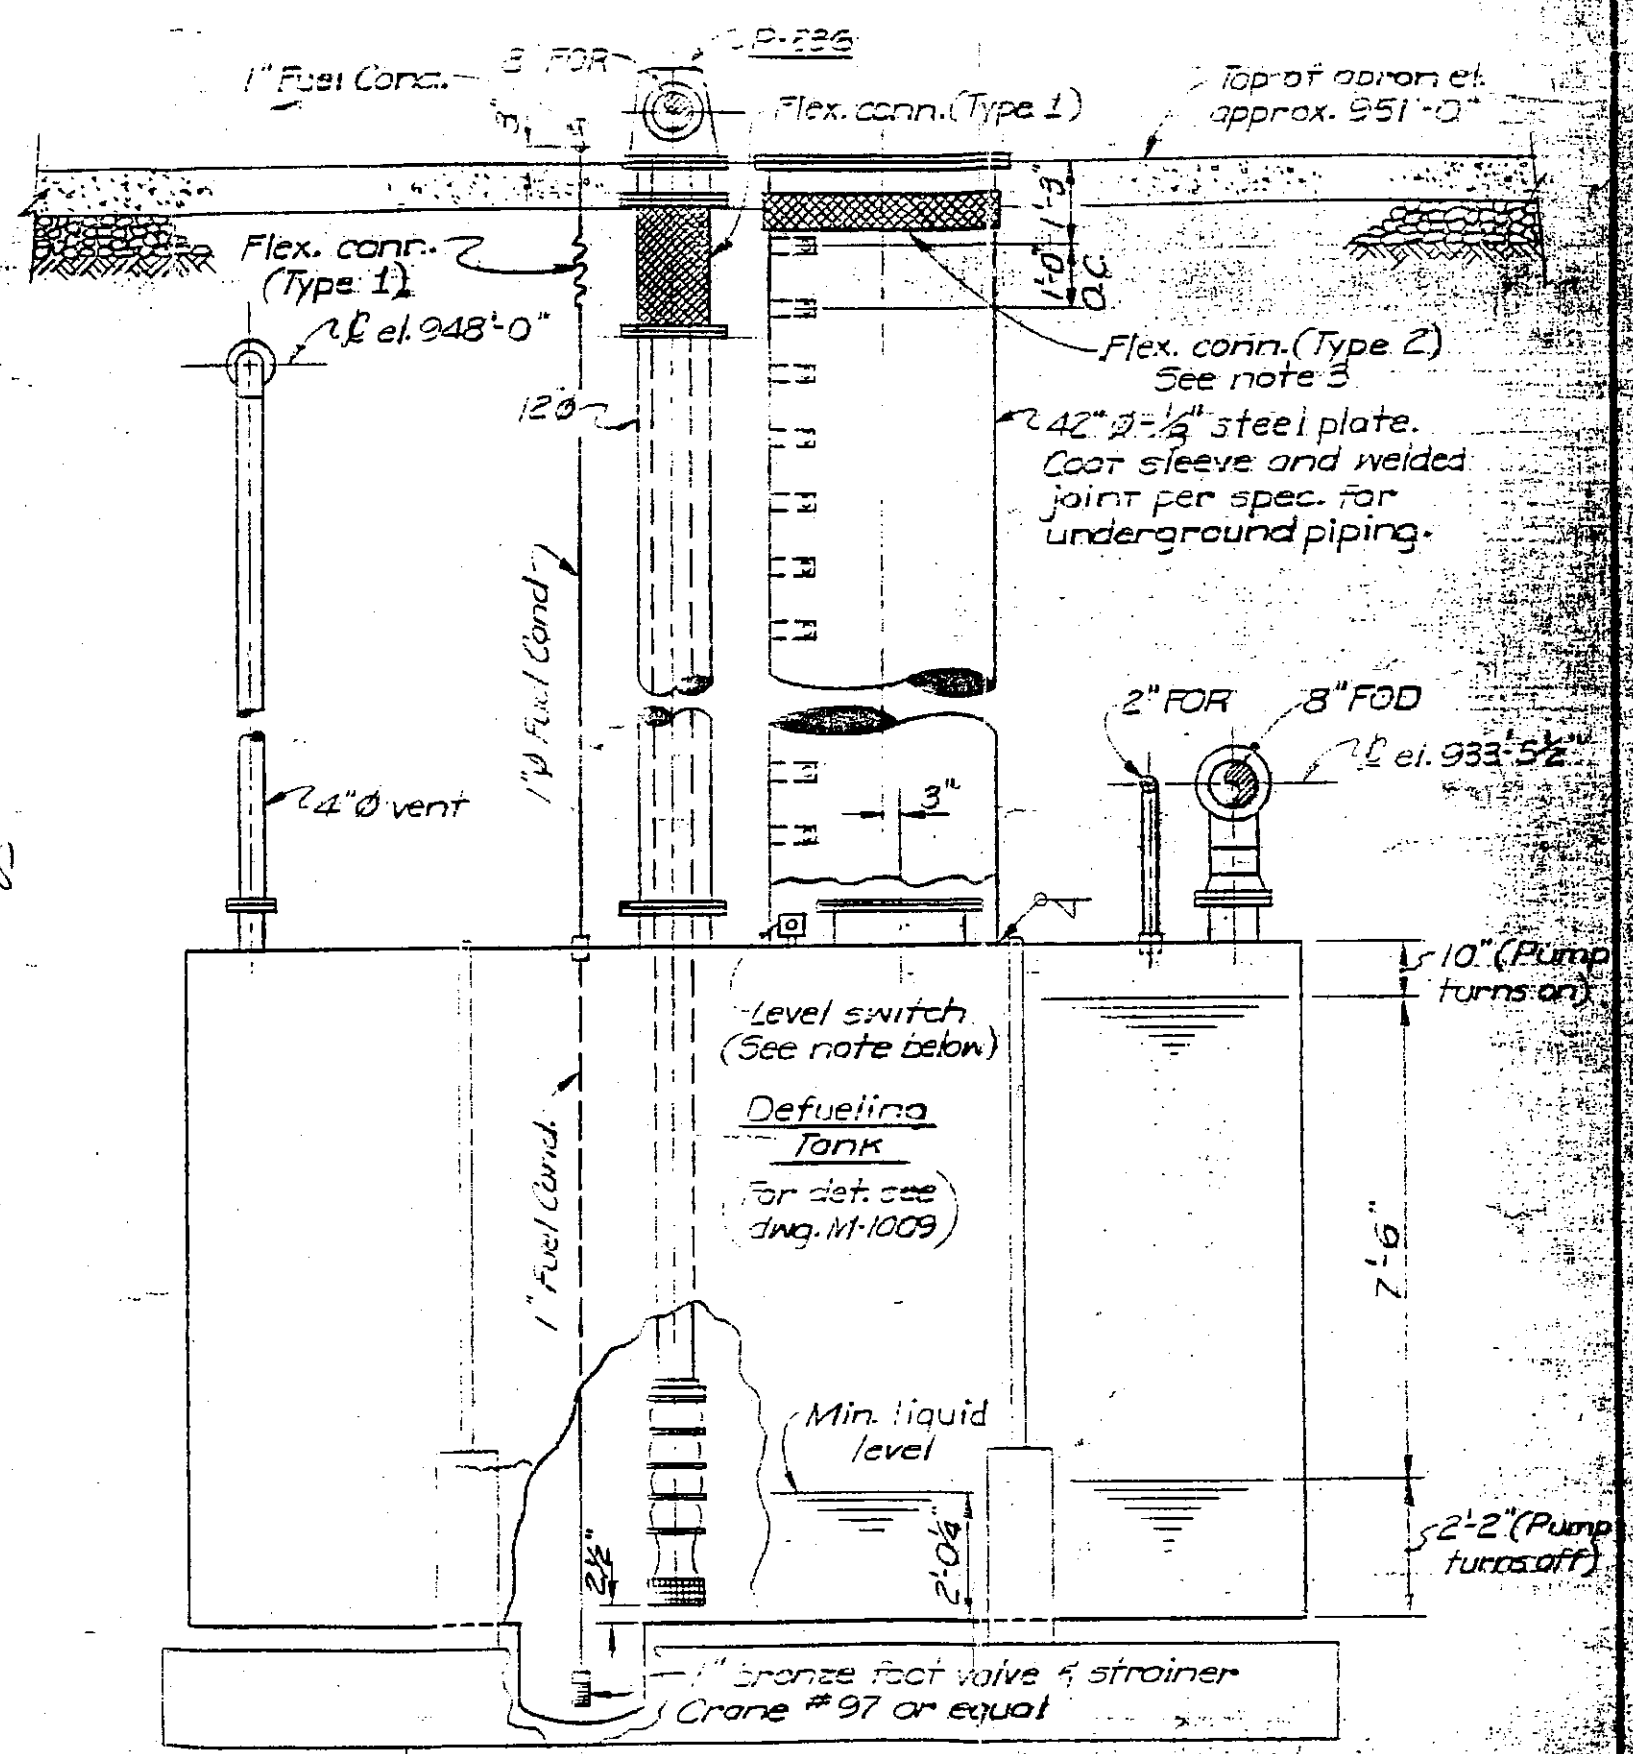 1" Fuel Cond.
8" FOR
P-236
Flex. conn. (Type 1)
Top of apron el.
approx. 951'-0"
3"
1'-3"
1'-0"
O.C.
Flex. conn.
(Type 1)
℄ el. 948'-0"
12"ø
Flex. conn. (Type 2)
See note 3
42"ø-⅛" steel plate.
Coat sleeve and welded
joint per spec. for
underground piping.
1"ø Fuel Cond
2" FOR
8" FOD
℄ el. 933'-5½"
4"Ø vent
3"
10" (Pump
turns on)
Level switch
(See note below)
Defueling
Tank
(For det. see
dwg. M-1009)
1" Fuel Cond.
7'-6"
Min. liquid
level
2½"
2'-0¼"
2'-2" (Pump
turns off)
1" bronze foot valve & strainer
Crane #97 or equal